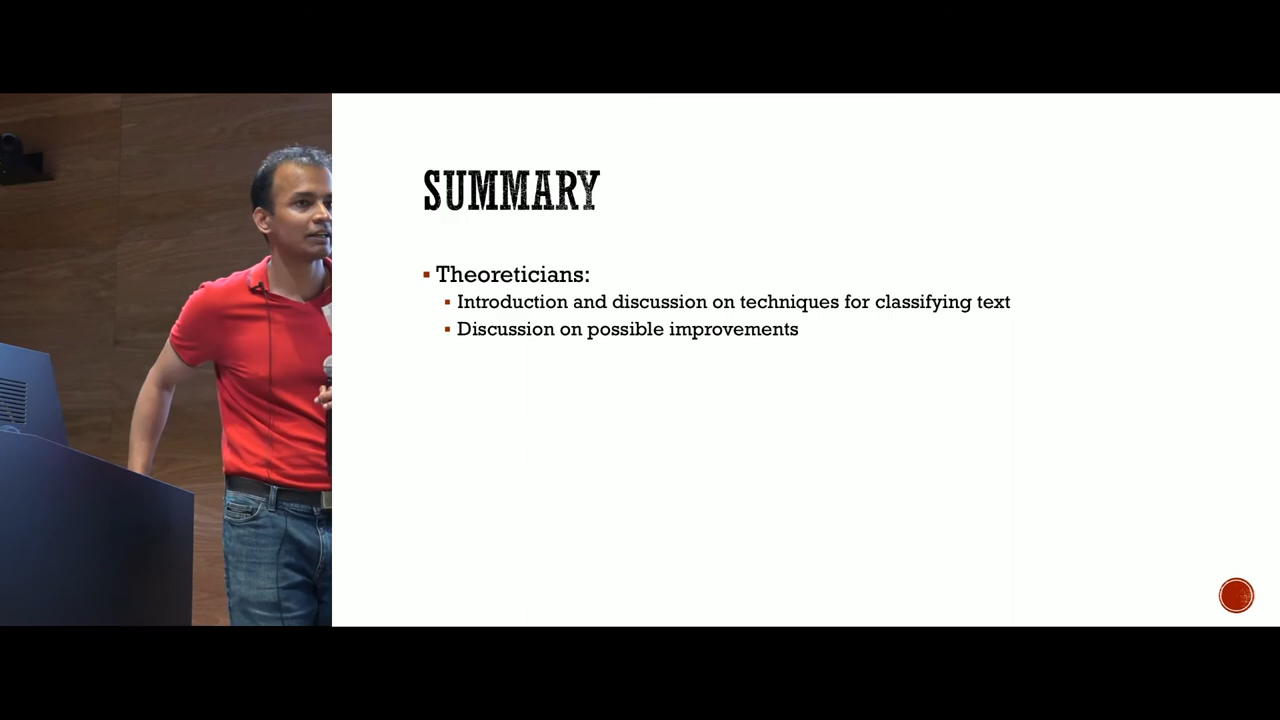 SUMMARY
Theoreticians:
Introduction and discussion on techniques for classifying text
Discussion on possible improvements